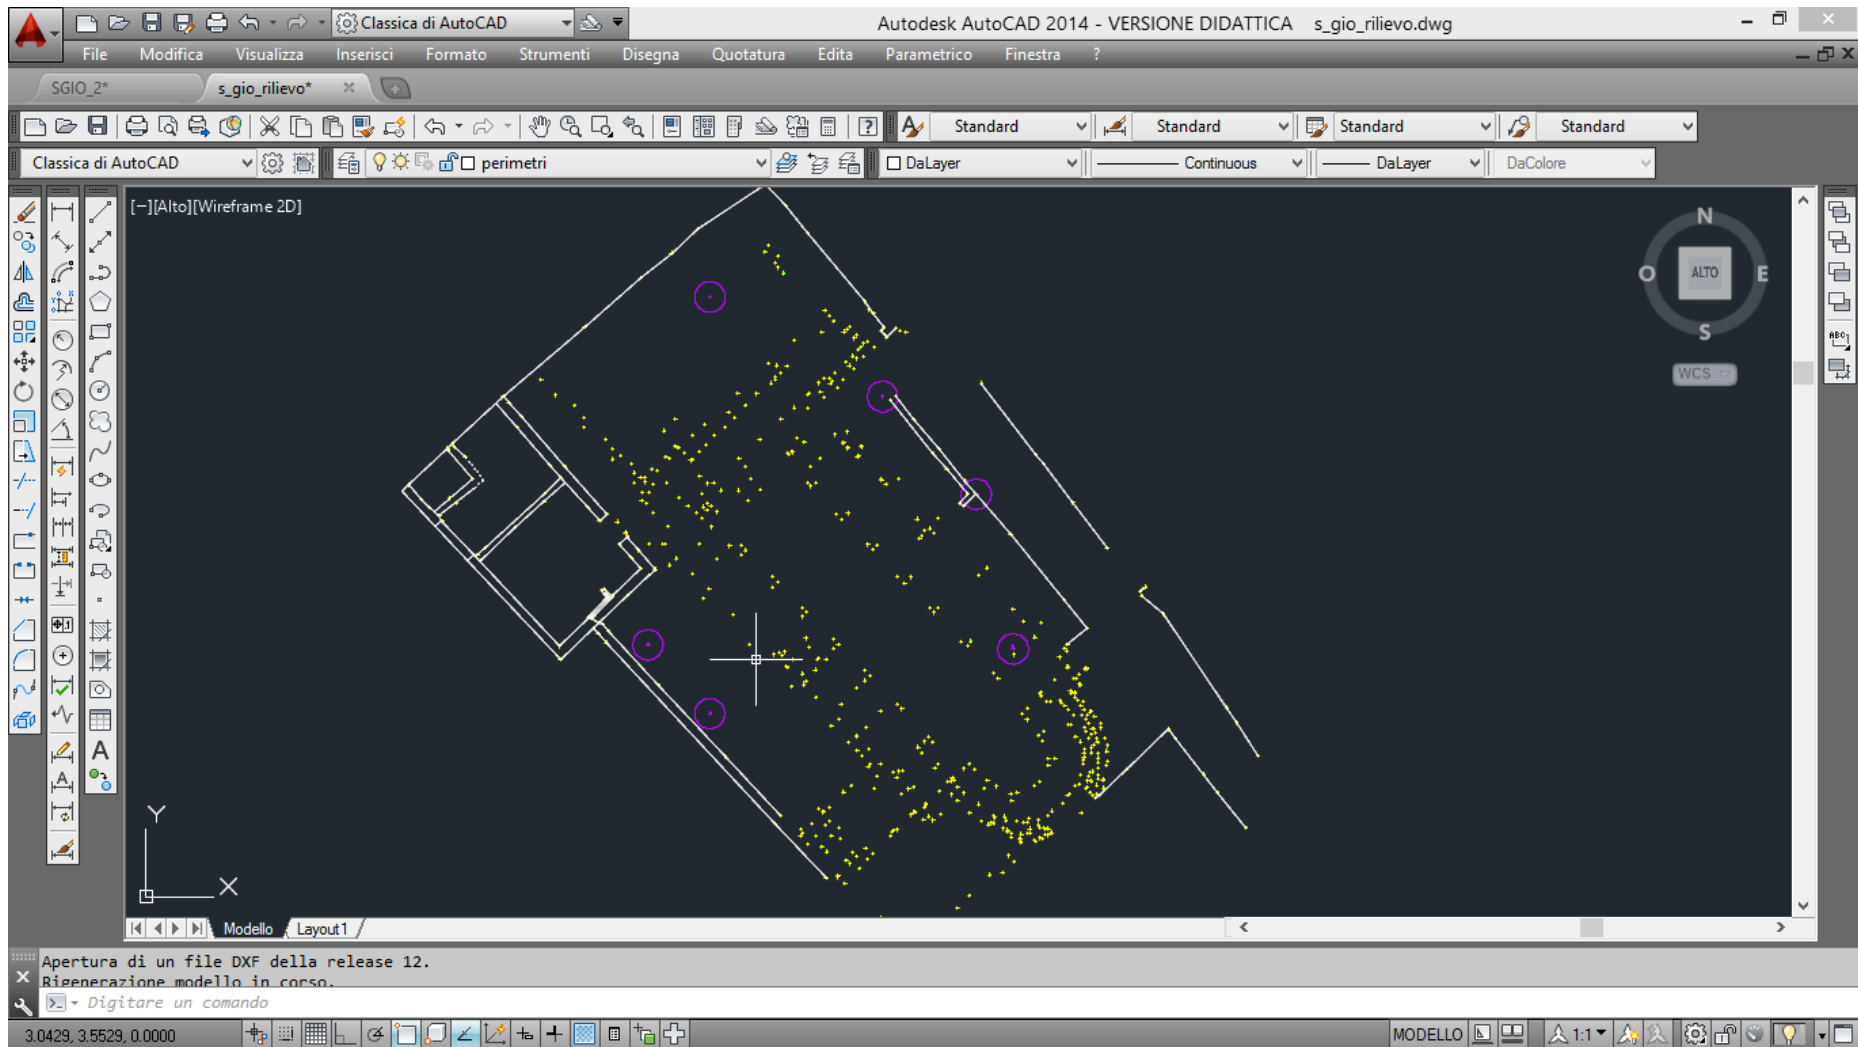 Classica di AutoCAD
Autodesk AutoCAD 2014 - VERSIONE DIDATTICA s_gio_rilievo.dwg
File Modifica Visualizza Inserisci Formato Strumenti Disegna Quotatura Edita Parametrico Finestra ?
SGIO_2* s_gio_rilievo*
Standard Standard Standard Standard
Classica di AutoCAD perimetri DaLayer Continuous DaLayer DaColore
[−][Alto][Wireframe 2D]
N
O ALTO E
S
WCS
ABC
A
Y
X
Modello Layout1
Apertura di un file DXF della release 12.
Rigenerazione modello in corso.
Digitare un comando
3.0429, 3.5529, 0.0000 MODELLO 1:1